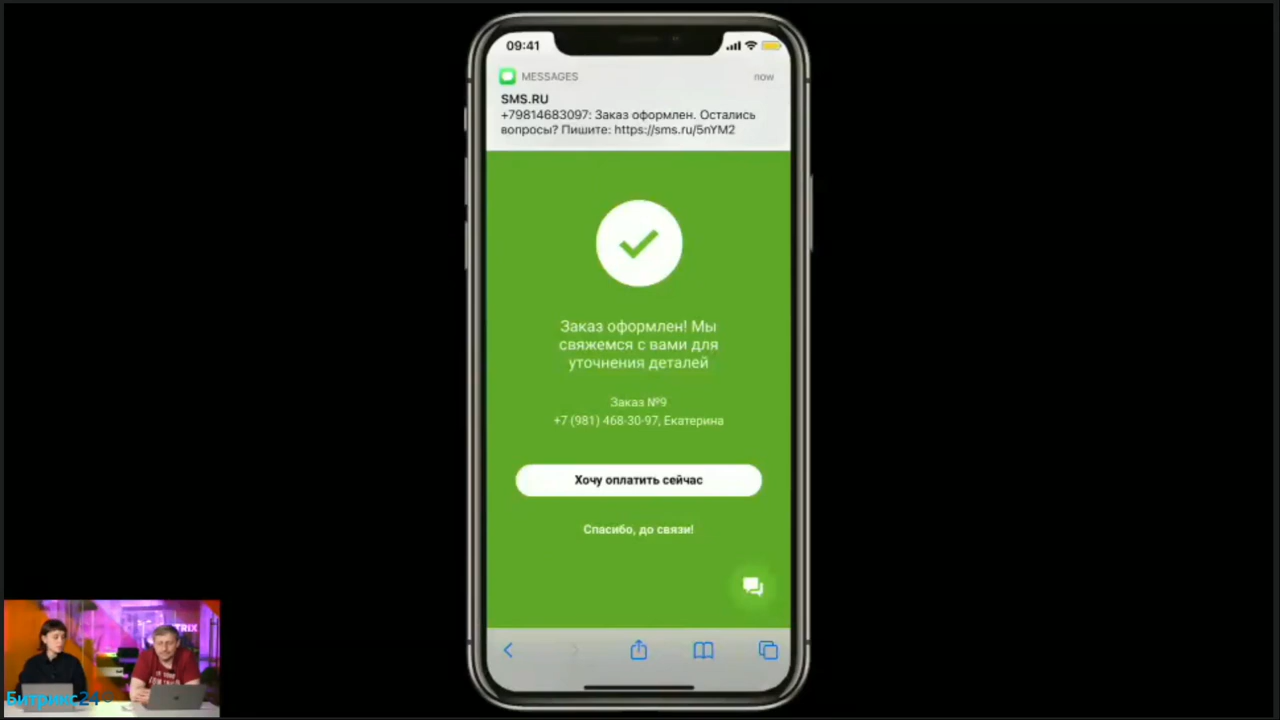 09:41
MESSAGES
now
SMS.RU
+79814683097: Заказ оформлен. Остались
вопросы? Пишите: https://sms.ru/5nYM2
Заказ оформлен! Мы
свяжемся с вами для
уточнения деталей
Заказ №9
+7 (981) 468-30-97, Екатерина
Хочу оплатить сейчас
Спасибо, до связи!
Битрикс24